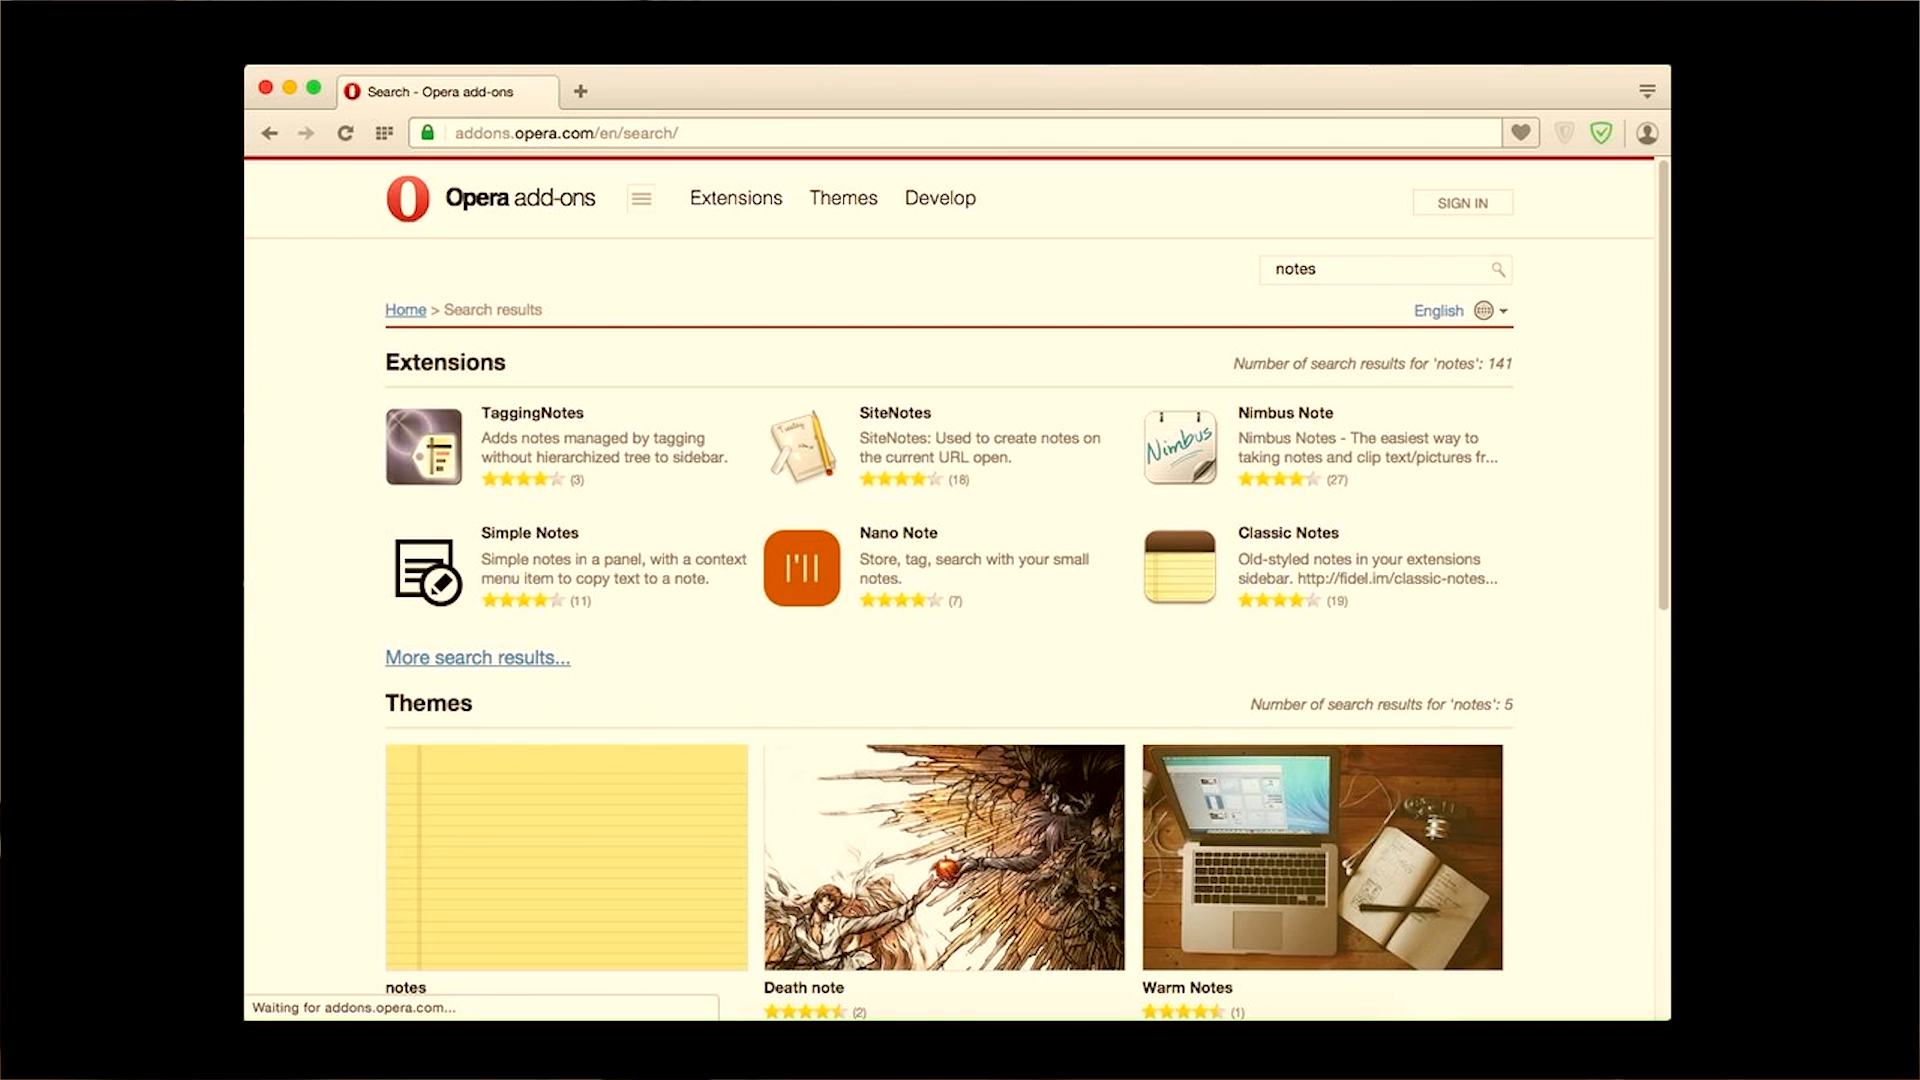 Search - Opera add-ons
addons.opera.com/en/search/
Opera add-ons
Extensions
Themes
Develop
SIGN IN
notes
Home > Search results
English
Extensions
Number of search results for 'notes': 141
TaggingNotes
Adds notes managed by tagging
without hierarchized tree to sidebar.
(3)
Tuesday
SiteNotes
SiteNotes: Used to create notes on
the current URL open.
(18)
Nimbus
Nimbus Note
Nimbus Notes - The easiest way to
taking notes and clip text/pictures fr...
(27)
Simple Notes
Simple notes in a panel, with a context
menu item to copy text to a note.
(11)
Nano Note
Store, tag, search with your small
notes.
(7)
Classic Notes
Old-styled notes in your extensions
sidebar. http://fidel.im/classic-notes...
(19)
More search results...
Themes
Number of search results for 'notes': 5
notes
Death note
(2)
Warm Notes
(1)
Waiting for addons.opera.com...